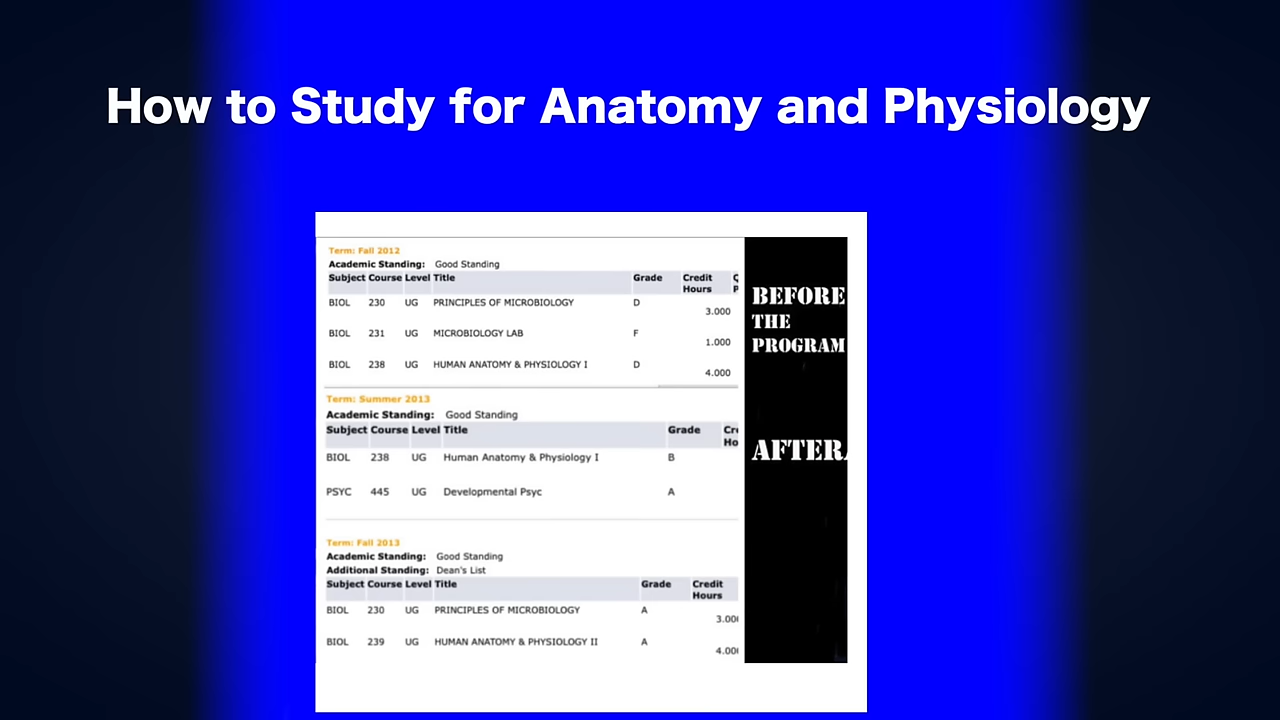 How to Study for Anatomy and Physiology
Term: Fall 2012
Academic Standing: Good Standing
Subject Course Level Title Grade Credit Hours
BIOL 230 UG PRINCIPLES OF MICROBIOLOGY D 3.000
BIOL 231 UG MICROBIOLOGY LAB F 1.000
BIOL 238 UG HUMAN ANATOMY & PHYSIOLOGY I D 4.000
Term: Summer 2013
Academic Standing: Good Standing
Subject Course Level Title Grade
BIOL 238 UG Human Anatomy & Physiology I B
PSYC 445 UG Developmental Psyc A
Term: Fall 2013
Academic Standing: Good Standing
Additional Standing: Dean's List
Subject Course Level Title Grade Credit Hours
BIOL 230 UG PRINCIPLES OF MICROBIOLOGY A 3.00
BIOL 239 UG HUMAN ANATOMY & PHYSIOLOGY II A 4.00
BEFORE
THE
PROGRAM
AFTER